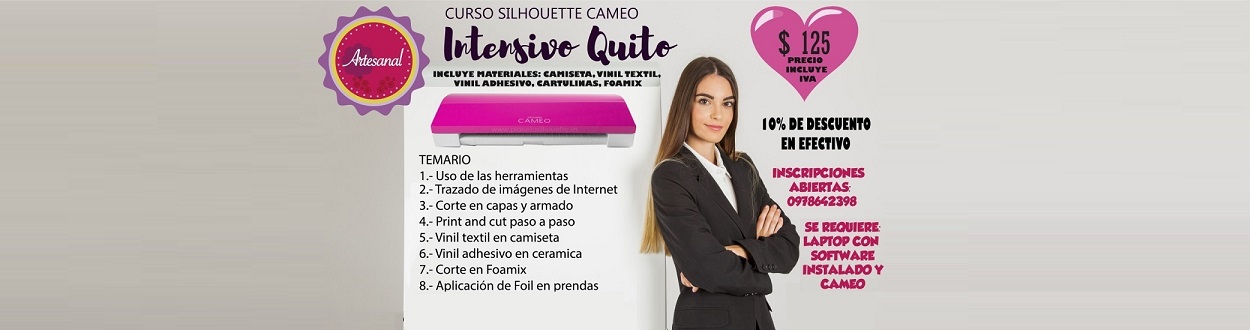 Artesanal
CURSO SILHOUETTE CAMEO
Intensivo Quito
INCLUYE MATERIALES: CAMISETA, VINIL TEXTIL,
VINIL ADHESIVO, CARTULINAS, FOAMIX
CAMEO
TEMARIO
1.- Uso de las herramientas
2.- Trazado de imágenes de Internet
3.- Corte en capas y armado
4.- Print and cut paso a paso
5.- Vinil textil en camiseta
6.- Vinil adhesivo en ceramica
7.- Corte en Foamix
8.- Aplicación de Foil en prendas
$ 125
PRECIO
INCLUYE
IVA
10% DE DESCUENTO
EN EFECTIVO
INSCRIPCIONES
ABIERTAS:
0978642398
SE REQUIERE:
LAPTOP CON
SOFTWARE
INSTALADO Y
CAMEO